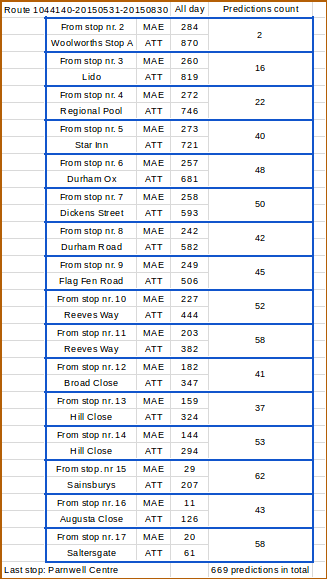 Route 1044140-20150531-20150830 All day Predictions count
From stop nr. 2 MAE 284
2
Woolworths Stop A ATT 870
From stop nr. 3 MAE 260
16
Lido ATT 819
From stop nr. 4 MAE 272
22
Regional Pool ATT 746
From stop nr. 5 MAE 273
40
Star Inn ATT 721
From stop nr. 6 MAE 257
48
Durham Ox ATT 681
From stop nr. 7 MAE 258
50
Dickens Street ATT 593
From stop nr. 8 MAE 242
42
Durham Road ATT 582
From stop nr. 9 MAE 249
45
Flag Fen Road ATT 506
From stop nr. 10 MAE 227
52
Reeves Way ATT 444
From stop nr. 11 MAE 203
58
Reeves Way ATT 382
From stop nr. 12 MAE 182
41
Broad Close ATT 347
From stop nr. 13 MAE 159
37
Hill Close ATT 324
From stop nr. 14 MAE 144
53
Hill Close ATT 294
From stop. nr 15 MAE 29
62
Sainsburys ATT 207
From stop nr. 16 MAE 11
43
Augusta Close ATT 126
From stop nr. 17 MAE 20
58
Saltersgate ATT 61
Last stop: Parnwell Centre 669 predictions in total